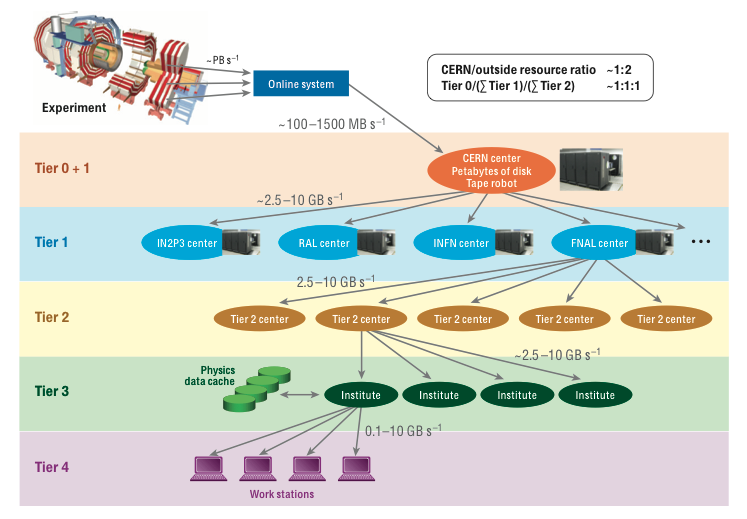 ~PB s⁻¹
Experiment
Online system
CERN/outside resource ratio ~1:2
Tier 0/(∑ Tier 1)/(∑ Tier 2) ~1:1:1
~100–1500 MB s⁻¹
Tier 0 + 1
CERN center
Petabytes of disk
Tape robot
~2.5–10 GB s⁻¹
Tier 1
IN2P3 center
RAL center
INFN center
FNAL center
...
2.5–10 GB s⁻¹
Tier 2
Tier 2 center
Tier 2 center
Tier 2 center
Tier 2 center
Tier 2 center
~2.5–10 GB s⁻¹
Physics
data cache
Tier 3
Institute
Institute
Institute
Institute
0.1–10 GB s⁻¹
Tier 4
Work stations